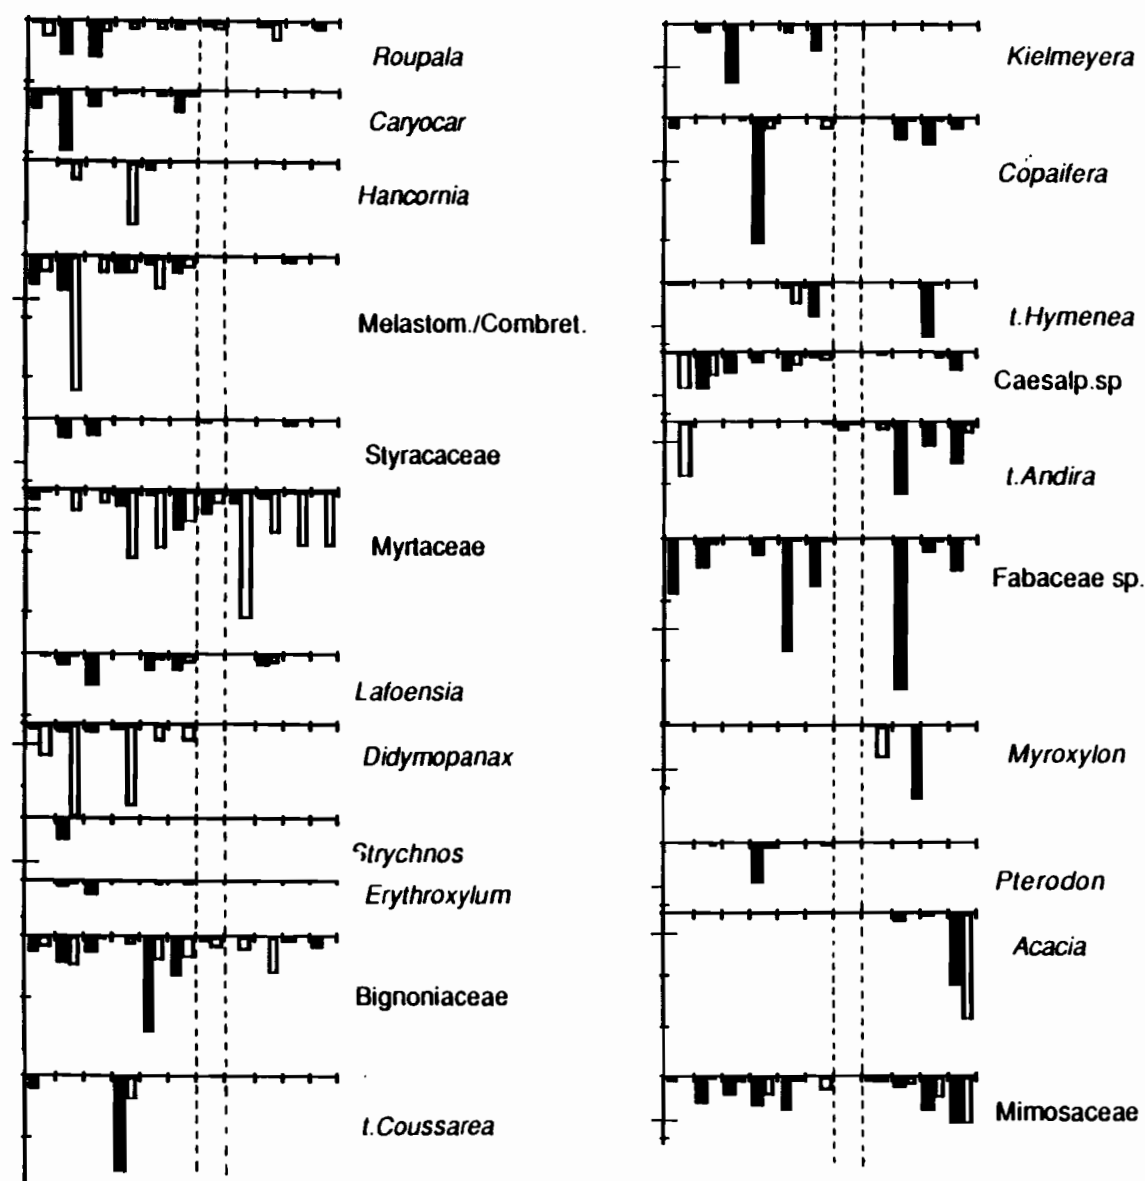 Roupala
Caryocar
Hancornia
Melastom./Combret.
Styracaceae
Myrtaceae
Lafoensia
Didymopanax
Strychnos
Erythroxylum
Bignoniaceae
t.Coussarea
Kielmeyera
Copaifera
t.Hymenea
Caesalp.sp
t.Andira
Fabaceae sp.
Myroxylon
Pterodon
Acacia
Mimosaceae